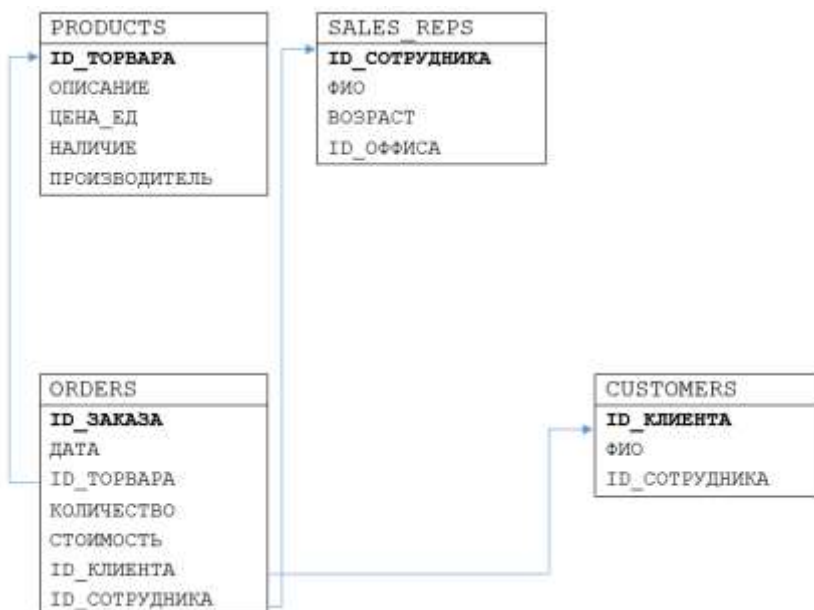 PRODUCTS
ID_ТОРВАРА
ОПИСАНИЕ
ЦЕНА_ЕД
НАЛИЧИЕ
ПРОИЗВОДИТЕЛЬ
SALES_REPS
ID_СОТРУДНИКА
ФИО
ВОЗРАСТ
ID_ОФФИСА
ORDERS
ID_ЗАКАЗА
ДАТА
ID_ТОРВАРА
КОЛИЧЕСТВО
СТОИМОСТЬ
ID_КЛИЕНТА
ID_СОТРУДНИКА
CUSTOMERS
ID_КЛИЕНТА
ФИО
ID_СОТРУДНИКА